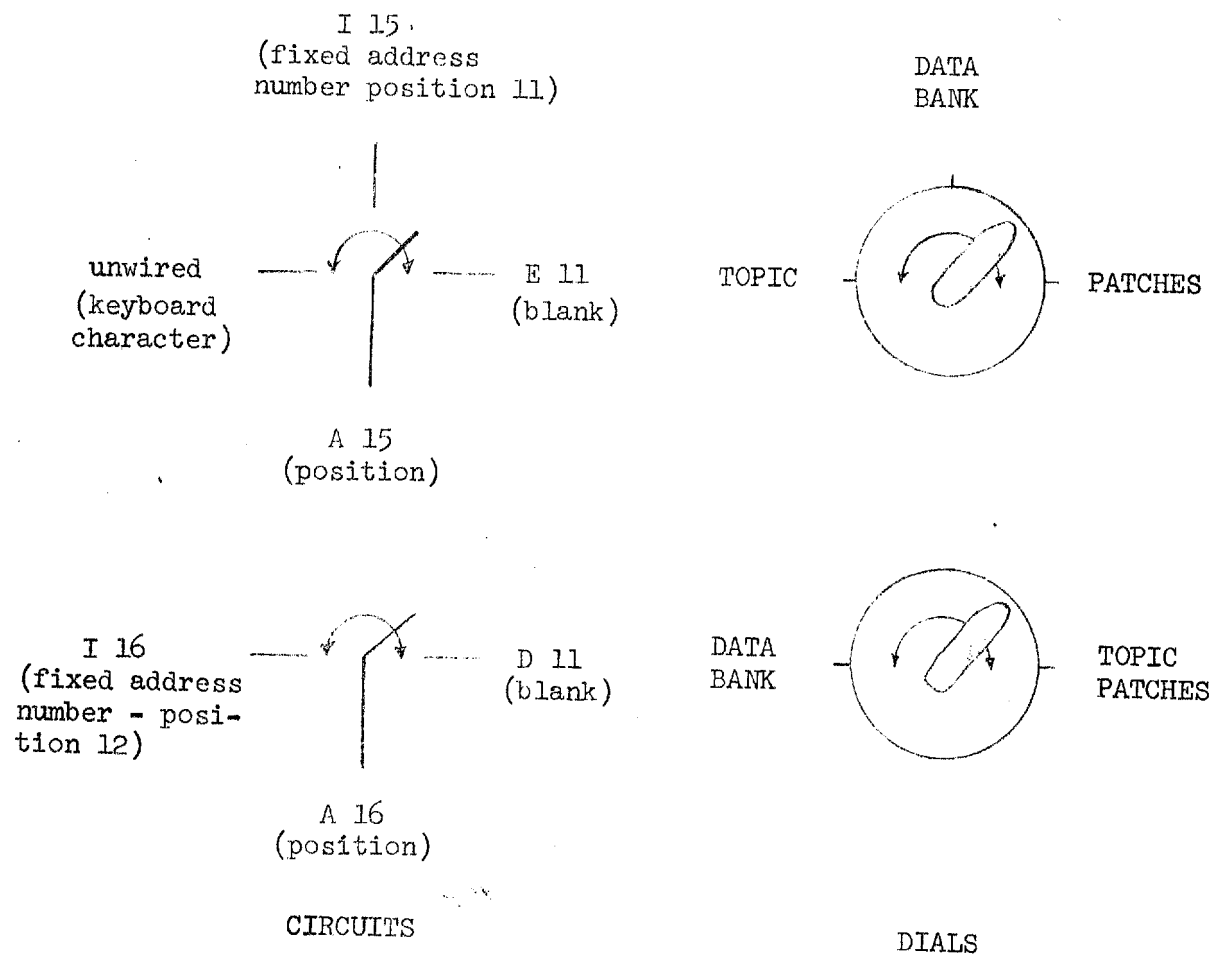 I 15
(fixed address
number position 11)
DATA
BANK
unwired
(keyboard
character)
E 11
(blank)
TOPIC
PATCHES
A 15
(position)
I 16
(fixed address
number - posi-
tion 12)
D 11
(blank)
DATA
BANK
TOPIC
PATCHES
A 16
(position)
CIRCUITS
DIALS